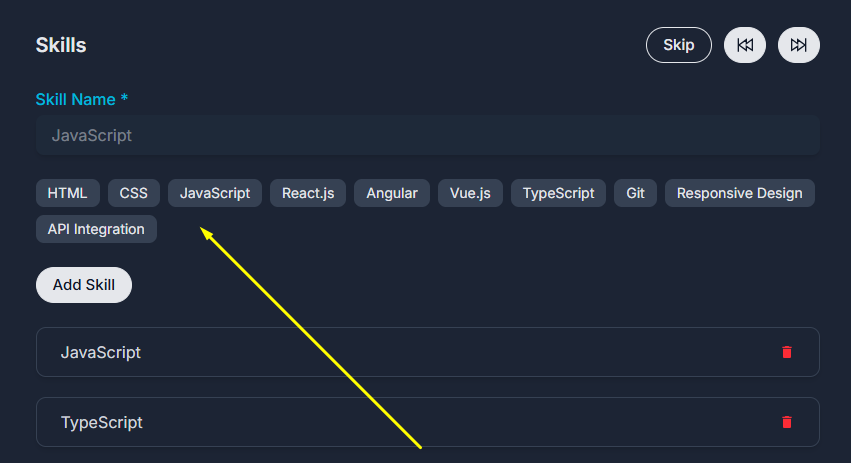 Skills Skip
Skill Name *
JavaScript
HTML CSS JavaScript React.js Angular Vue.js TypeScript Git Responsive Design
API Integration
Add Skill
JavaScript
TypeScript